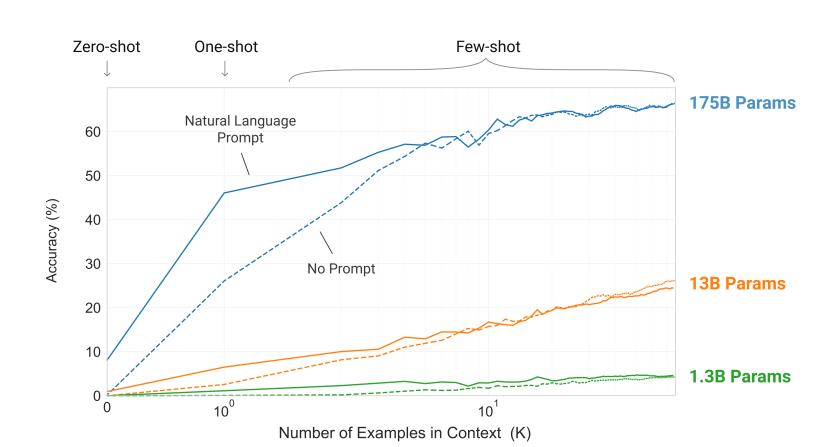 Zero-shot
One-shot
Few-shot
175B Params
Natural Language
Prompt
No Prompt
13B Params
1.3B Params
Accuracy (%)
60
50
40
30
20
10
0
0
10⁰
10¹
Number of Examples in Context (K)